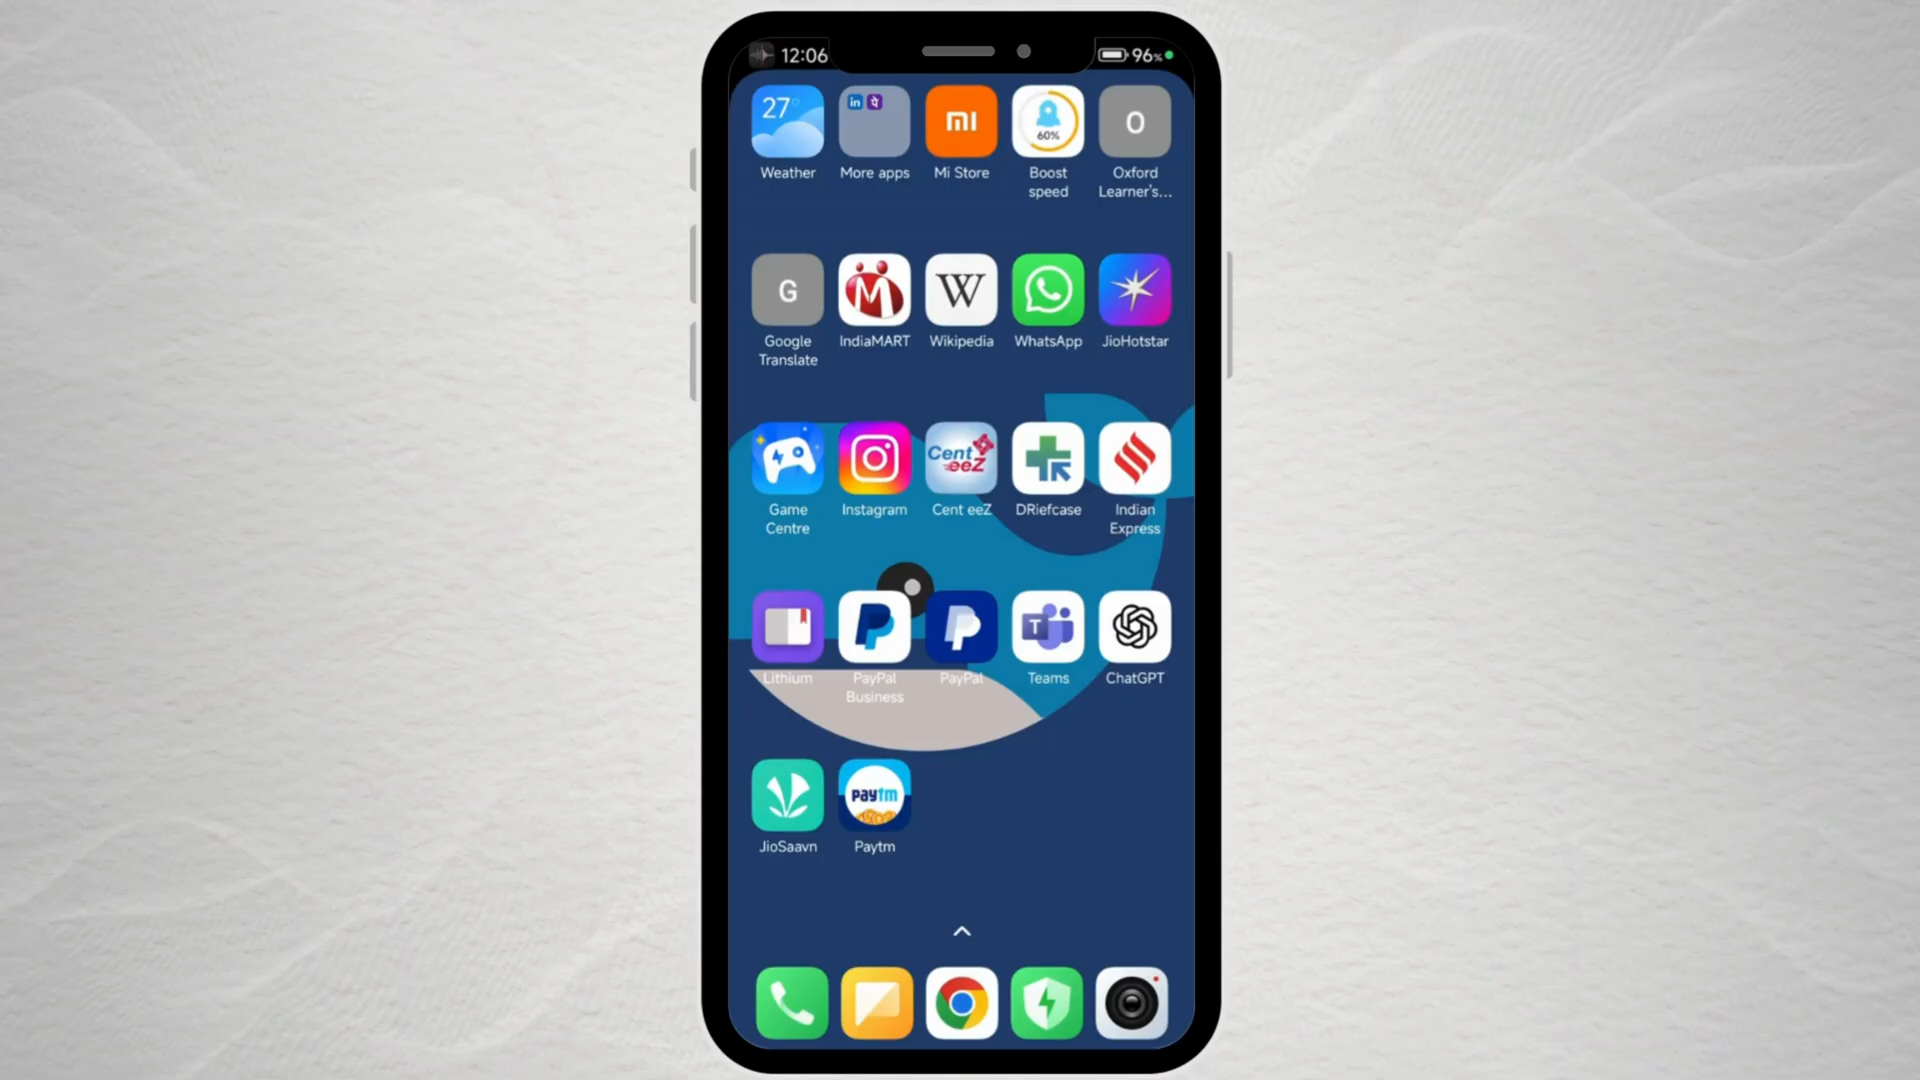 12:06
96%
27°
in
60%
O
Weather
More apps
Mi Store
Boost
speed
Oxford
Learner's...
G
M
W
Google
Translate
IndiaMART
Wikipedia
WhatsApp
JioHotstar
Cent
eeZ
Game
Centre
Instagram
Cent eeZ
DRiefcase
Indian
Express
T
Lithium
PayPal
Business
PayPal
Teams
ChatGPT
paytm
JioSaavn
Paytm